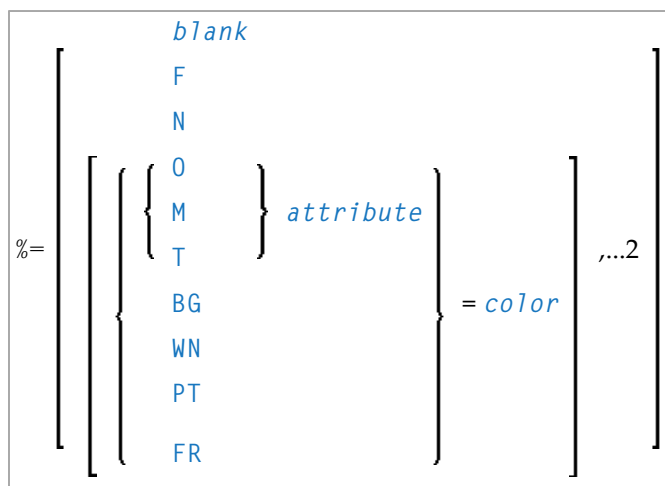 blank
F
N
O
M attribute
%= T ,...2
BG = color
WN
PT
FR